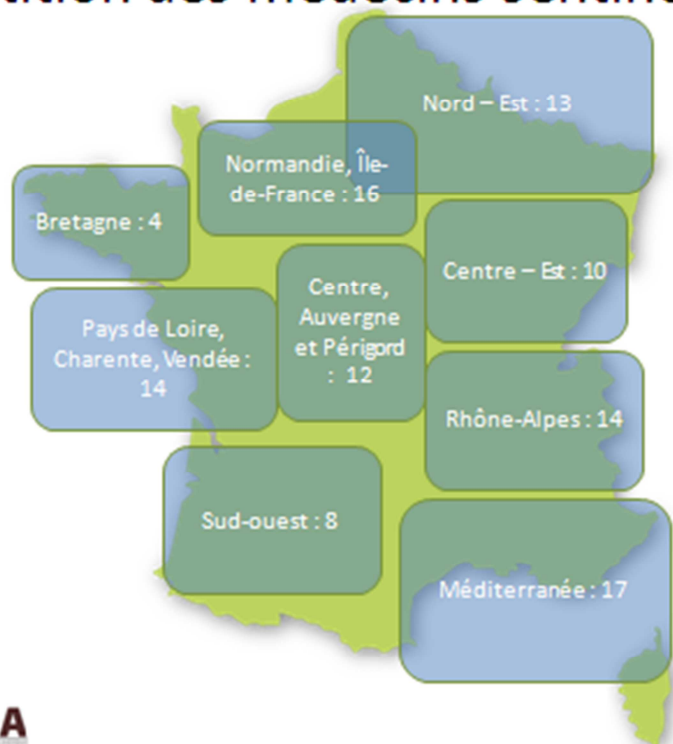 Nord – Est : 13
Normandie, Île-
de-France : 16
Bretagne : 4
Centre – Est : 10
Centre,
Auvergne
et Périgord
: 12
Pays de Loire,
Charente, Vendée :
14
Rhône-Alpes : 14
Sud-ouest : 8
Méditerranée : 17
A